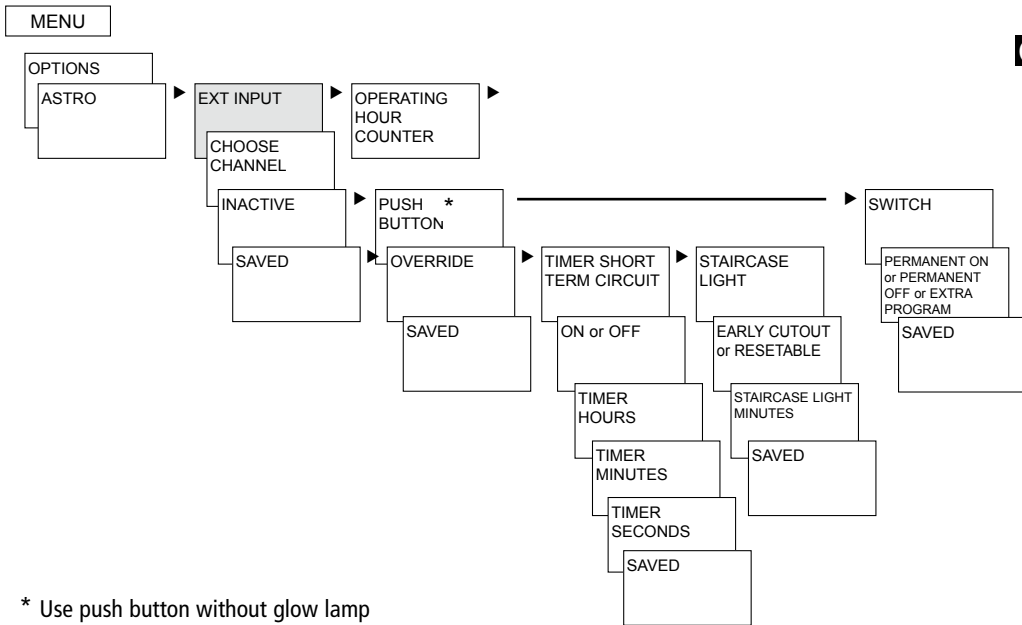 MENU
OPTIONS
ASTRO
EXT INPUT
OPERATING
HOUR
COUNTER
CHOOSE
CHANNEL
INACTIVE
PUSH *
BUTTON
SWITCH
SAVED
OVERRIDE
TIMER SHORT
TERM CIRCUIT
STAIRCASE
LIGHT
PERMANENT ON
or PERMANENT
OFF or EXTRA
PROGRAM
SAVED
ON or OFF
EARLY CUTOUT
or RESETABLE
SAVED
TIMER
HOURS
STAIRCASE LIGHT
MINUTES
TIMER
MINUTES
SAVED
TIMER
SECONDS
SAVED
* Use push button without glow lamp